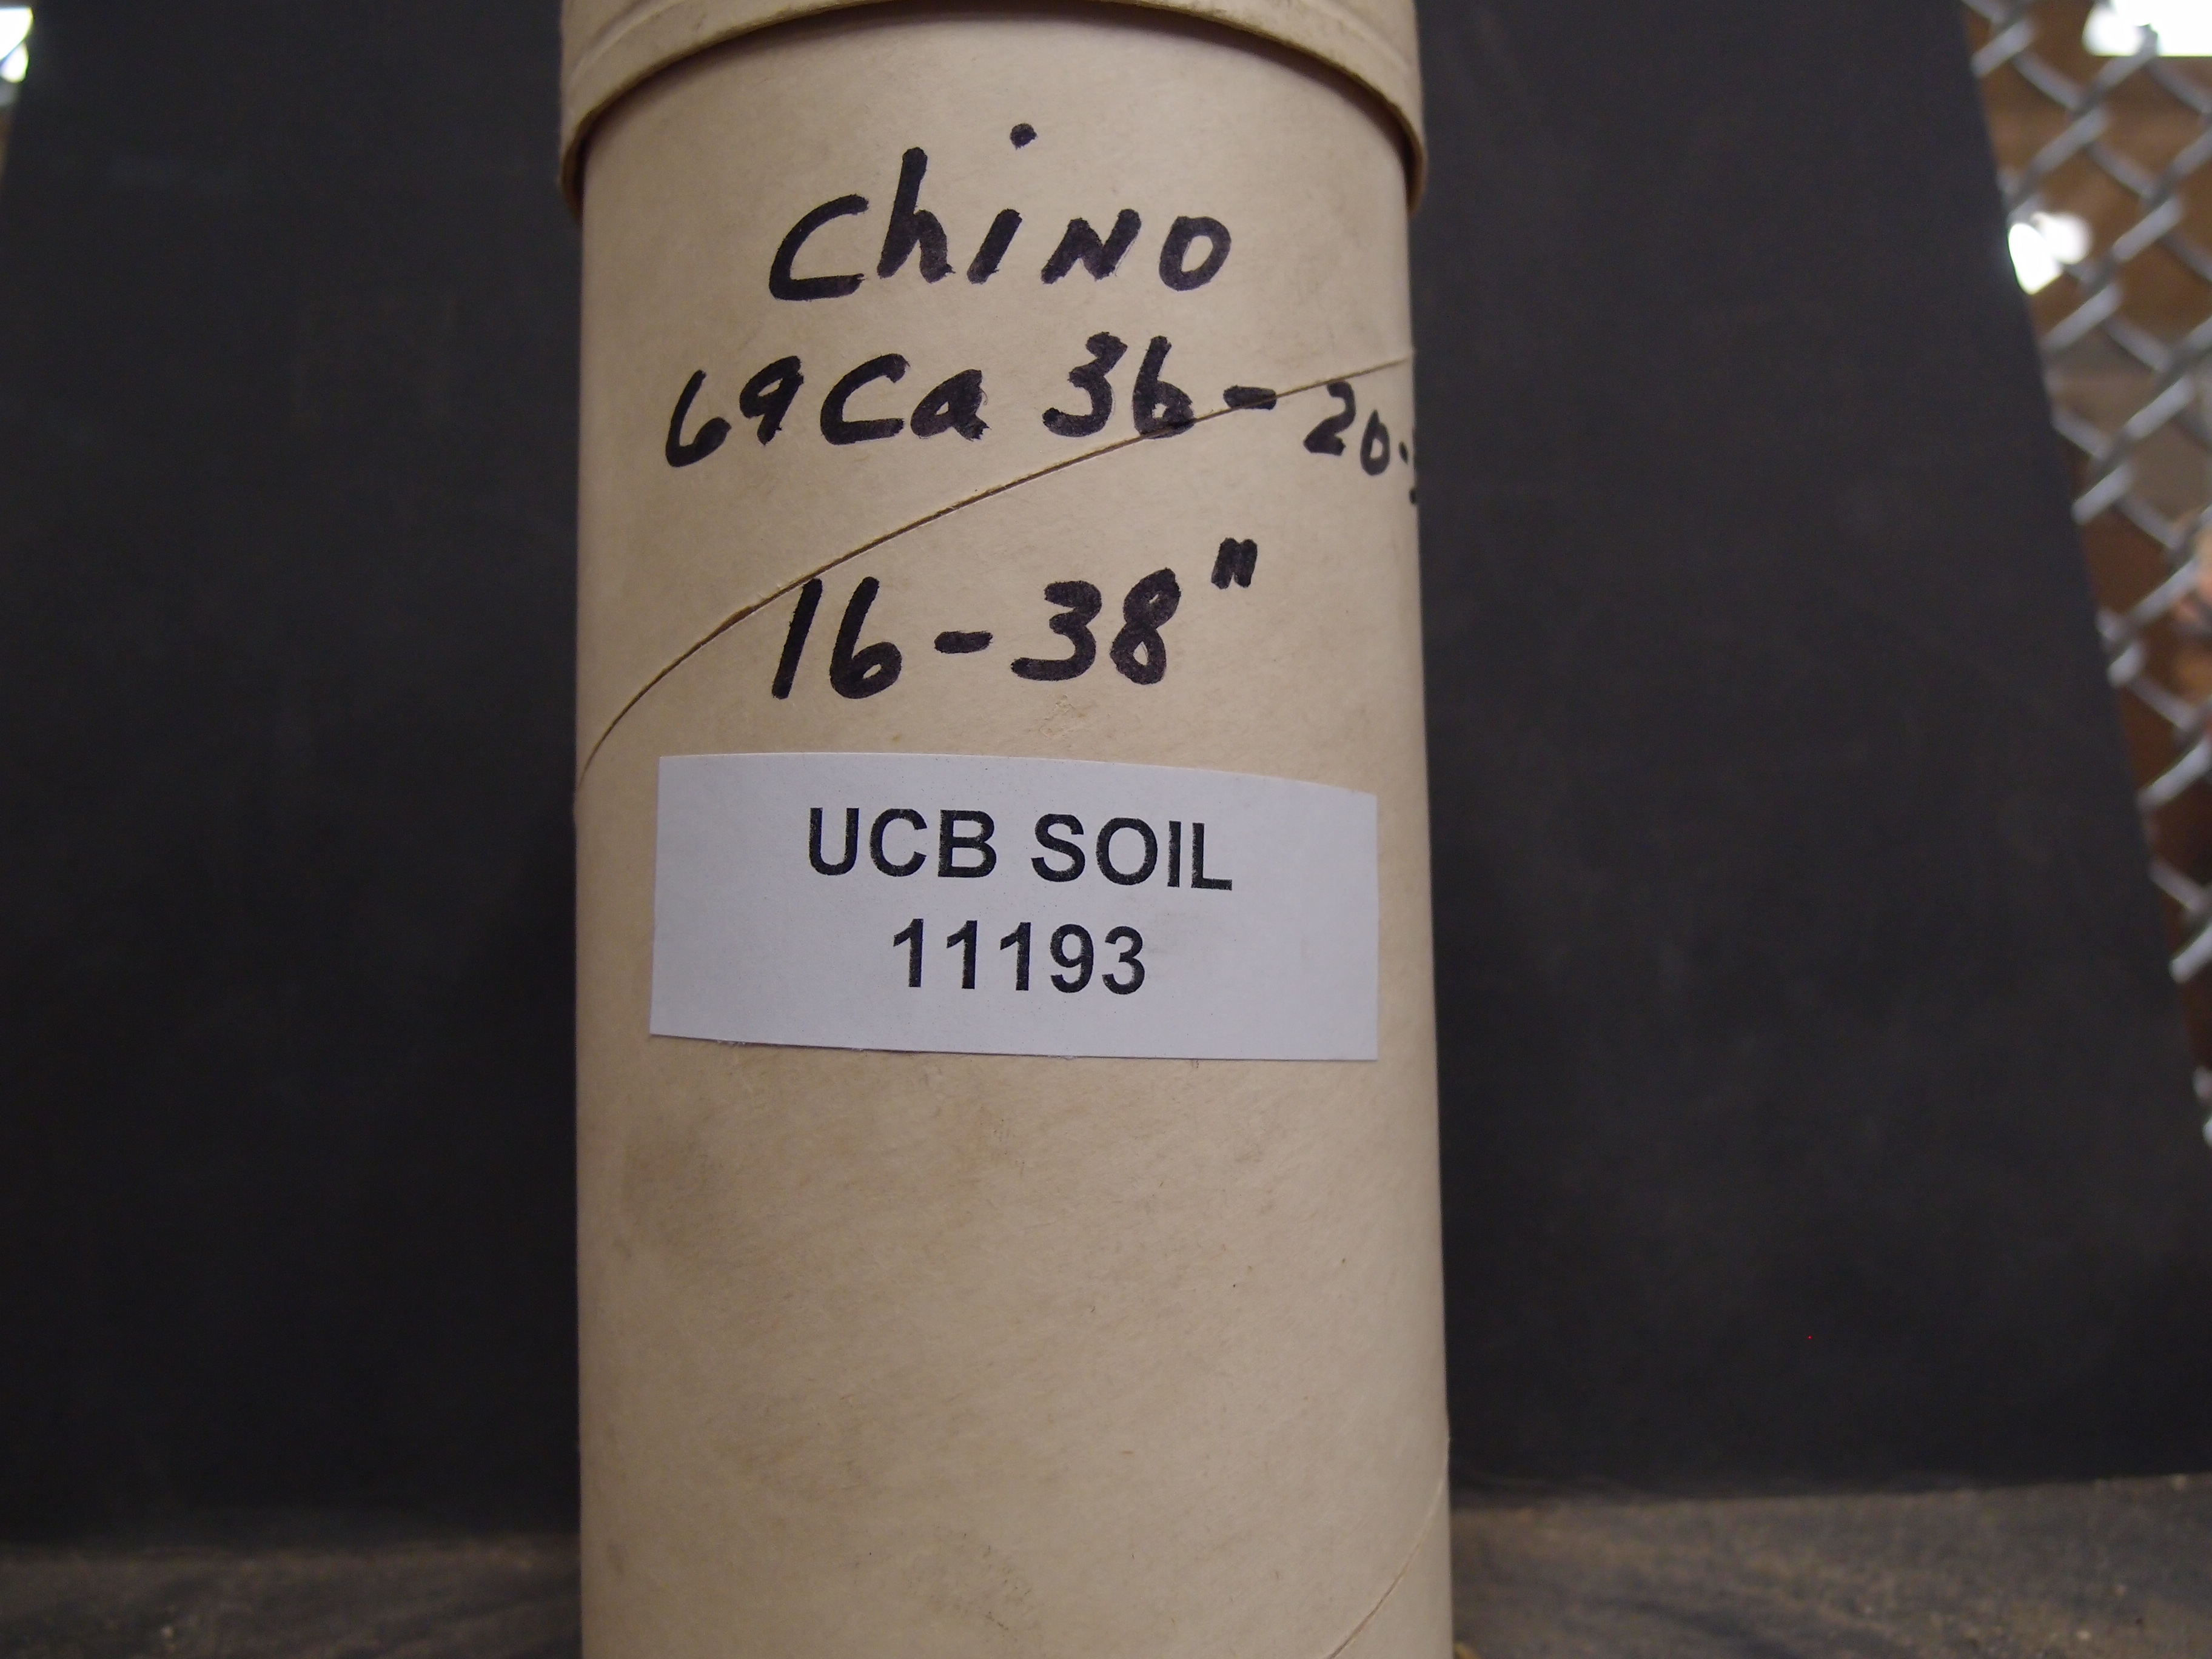 Chino
69Ca 36-20.
16-38"
UCB SOIL
11193